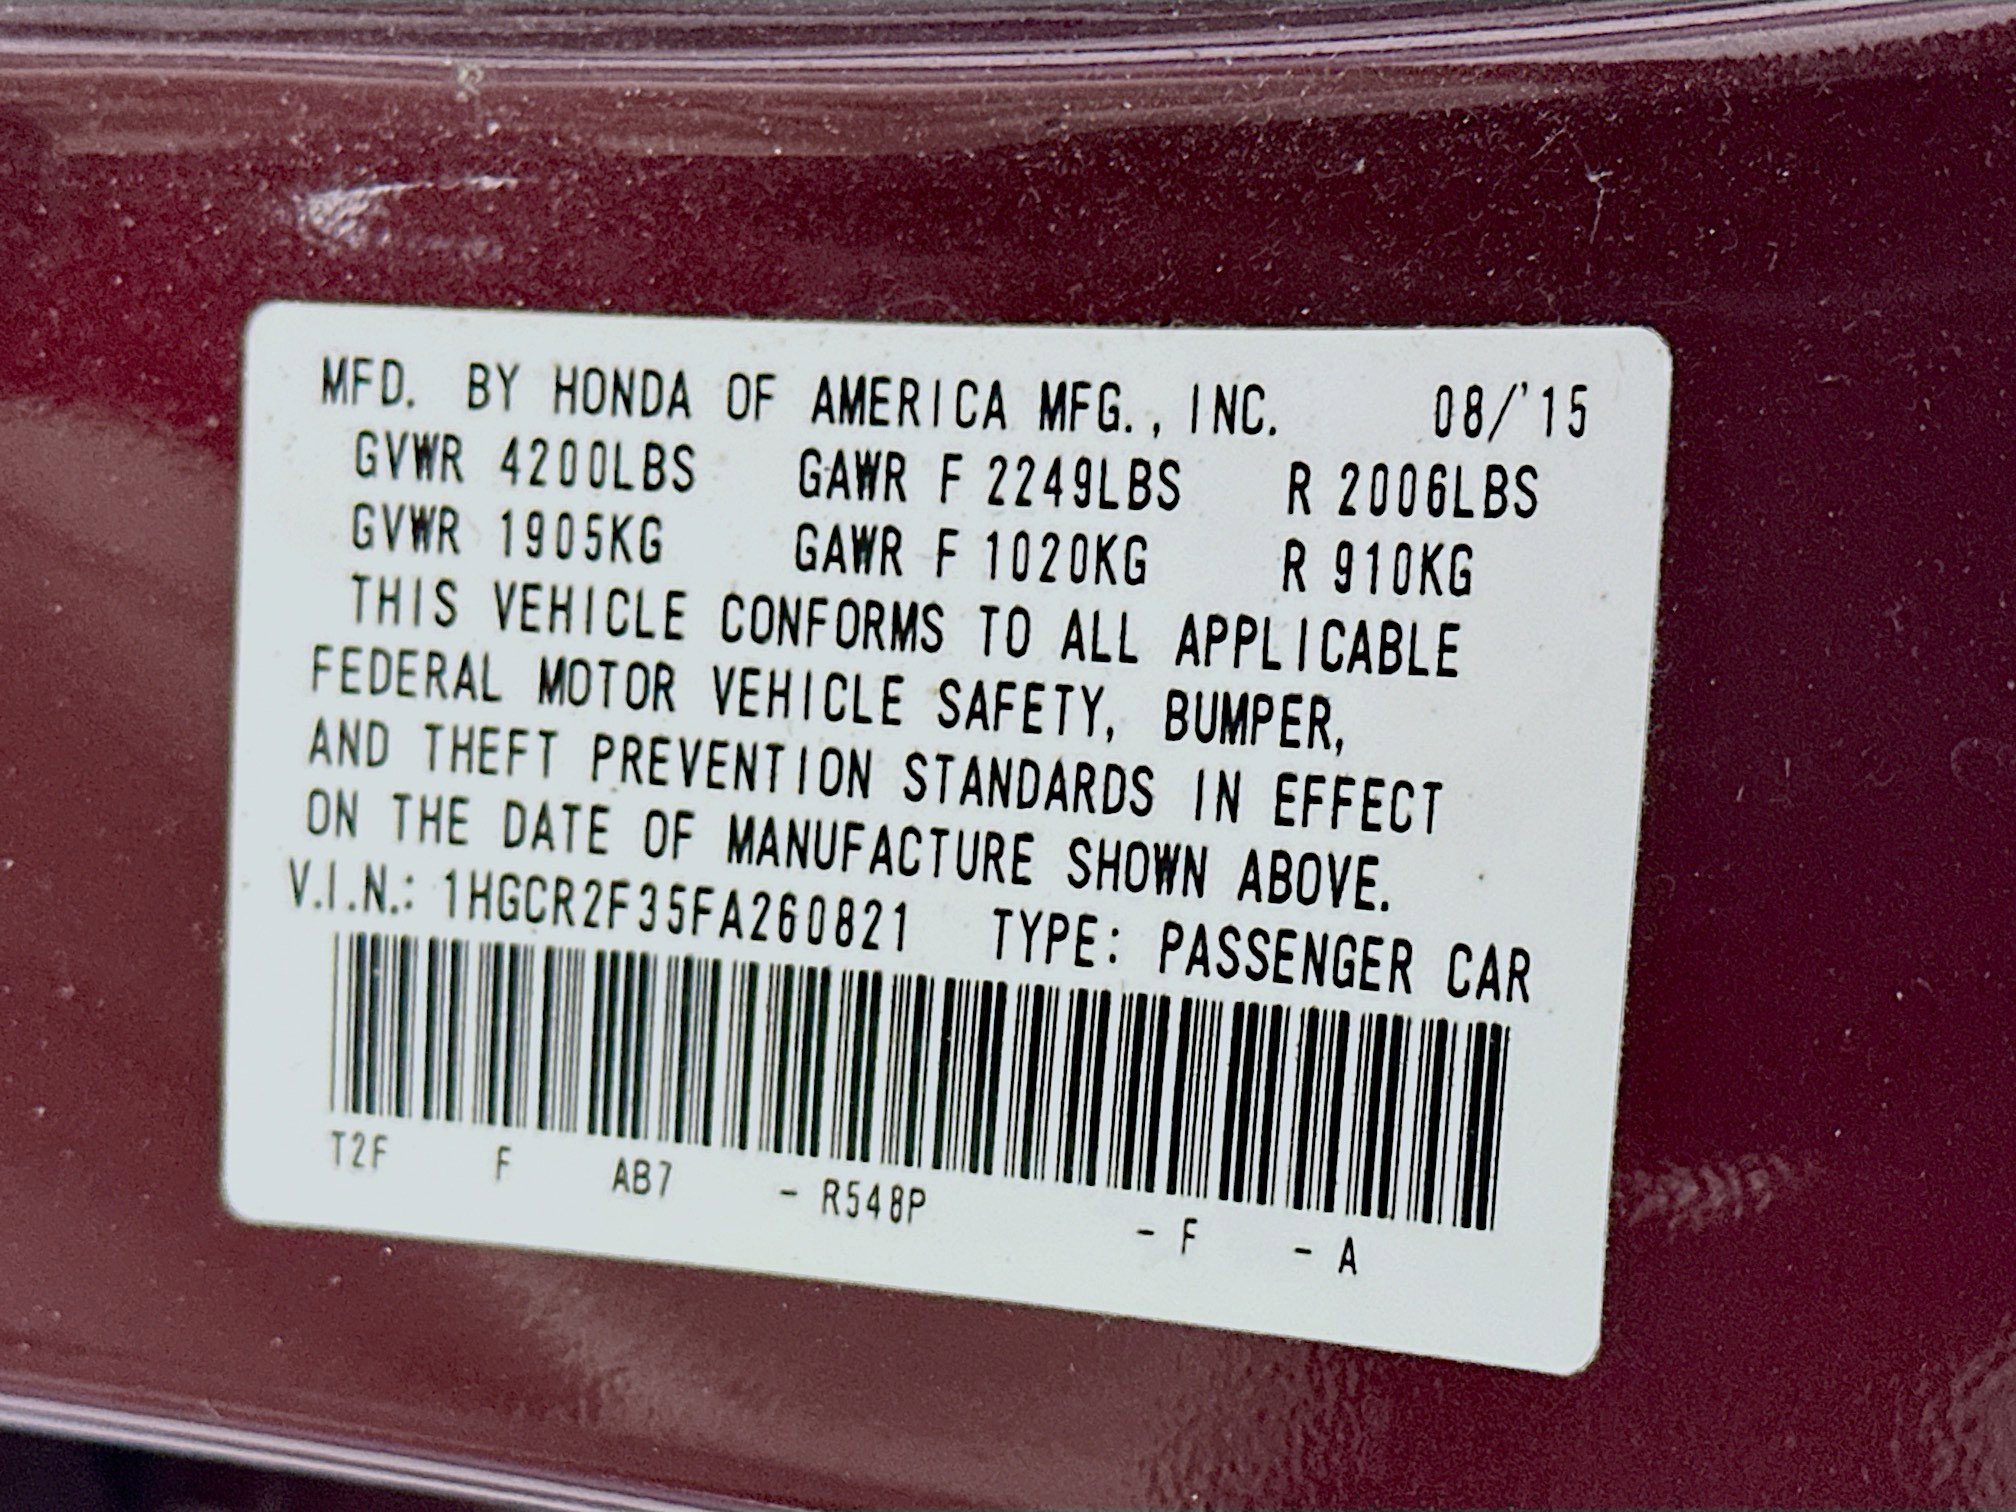 MFD. BY HONDA OF AMERICA MFG., INC. 08/'15
GVWR 4200LBS GAWR F 2249LBS R 2006LBS
GVWR 1905KG GAWR F 1020KG R 910KG
THIS VEHICLE CONFORMS TO ALL APPLICABLE
FEDERAL MOTOR VEHICLE SAFETY, BUMPER,
AND THEFT PREVENTION STANDARDS IN EFFECT
ON THE DATE OF MANUFACTURE SHOWN ABOVE.
V.I.N.: 1HGCR2F35FA260821 TYPE: PASSENGER CAR
T2F F AB7 - R548P - F - A